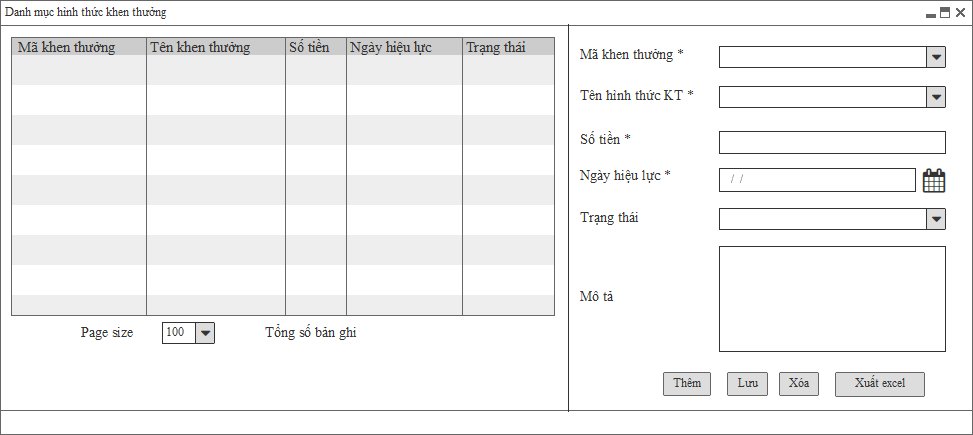 Danh mục hình thức khen thưởng
Mã khen thưởng Tên khen thưởng Số tiền Ngày hiệu lực Trạng thái
Page size 100 Tổng số bản ghi
Mã khen thưởng *
Tên hình thức KT *
Số tiền *
Ngày hiệu lực * / /
Trạng thái
Mô tả
Thêm Lưu Xóa Xuất excel